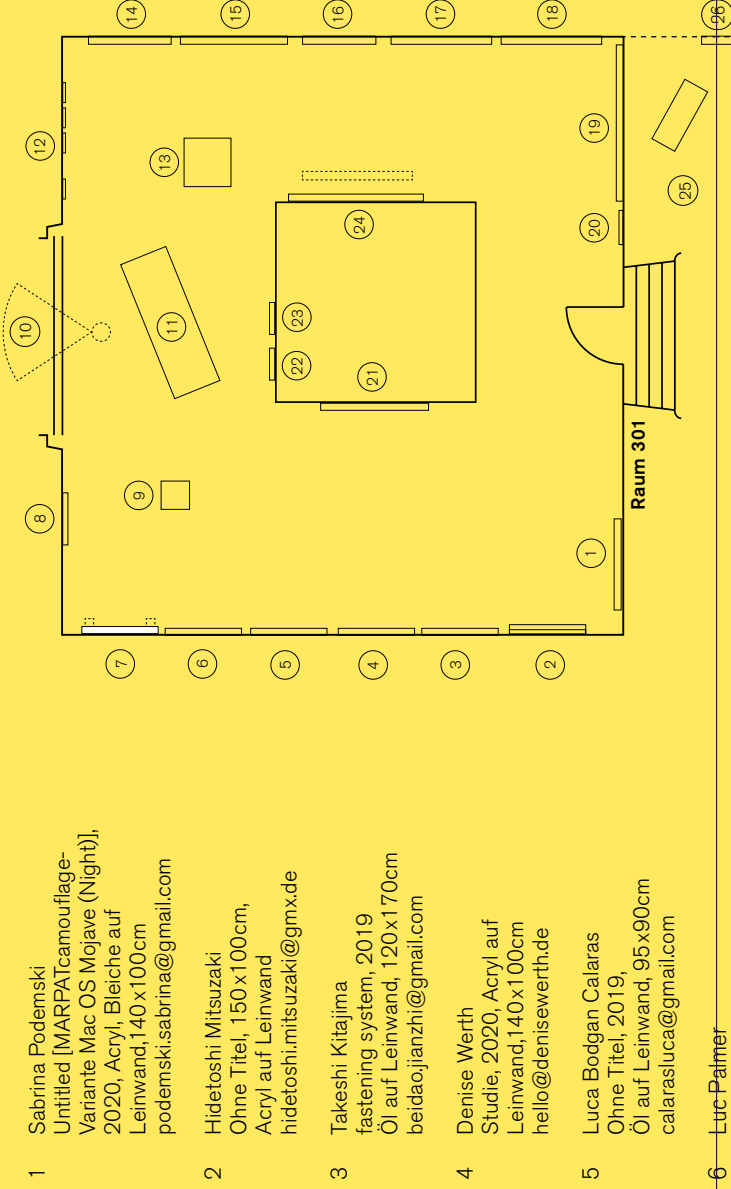 1 Sabrina Podemski
Untitled [MARPATcamouflage-
Variante Mac OS Mojave (Night)],
2020, Acryl, Bleiche auf
Leinwand,140x100cm
podemski.sabrina@gmail.com
2 Hidetoshi Mitsuzaki
Ohne Titel, 150x100cm,
Acryl auf Leinwand
hidetoshi.mitsuzaki@gmx.de
3 Takeshi Kitajima
fastening system, 2019
Öl auf Leinwand, 120x170cm
beidaojianzhi@gmail.com
4 Denise Werth
Studie, 2020, Acryl auf
Leinwand,140x100cm
hello@denisewerth.de
5 Luca Bodgan Calaras
Ohne Titel, 2019,
Öl auf Leinwand, 95x90cm
calarasluca@gmail.com
6 Luc Palmer
1
2
3
4
5
6
7
8
9
10
11
12
13
14
15
16
17
18
19
20
21
22
23
24
25
26
Raum 301